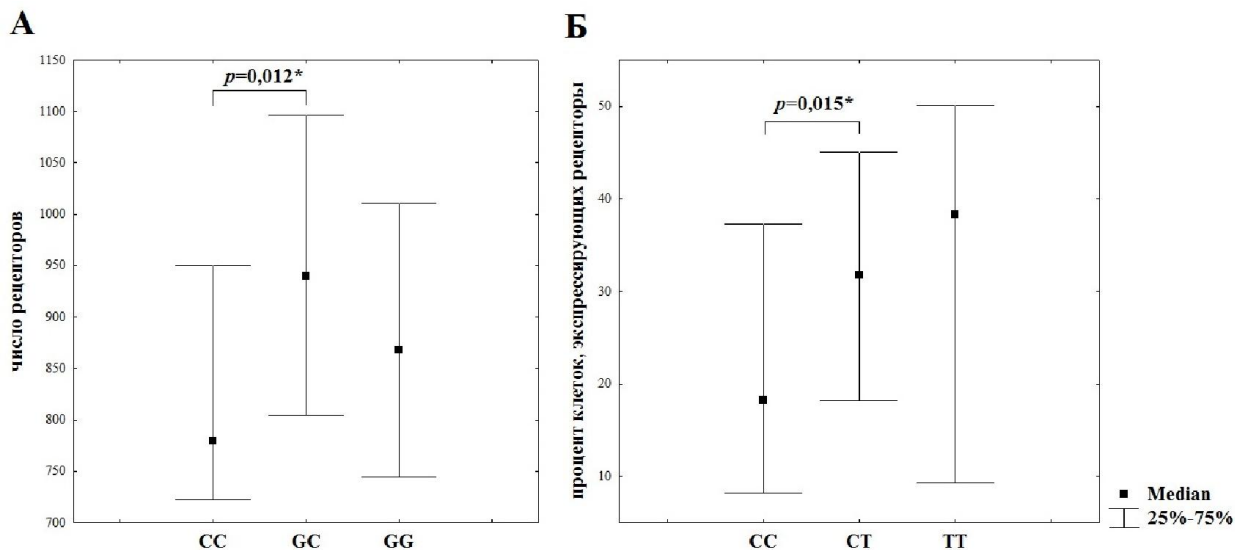 А
Б
1150
1100
1050
1000
950
900
850
800
750
700
число рецепторов
p=0,012*
CC GC GG
50
40
30
20
10
процент клеток, экспрессирующих рецепторы
p=0,015*
CC CT TT
Median
25%-75%